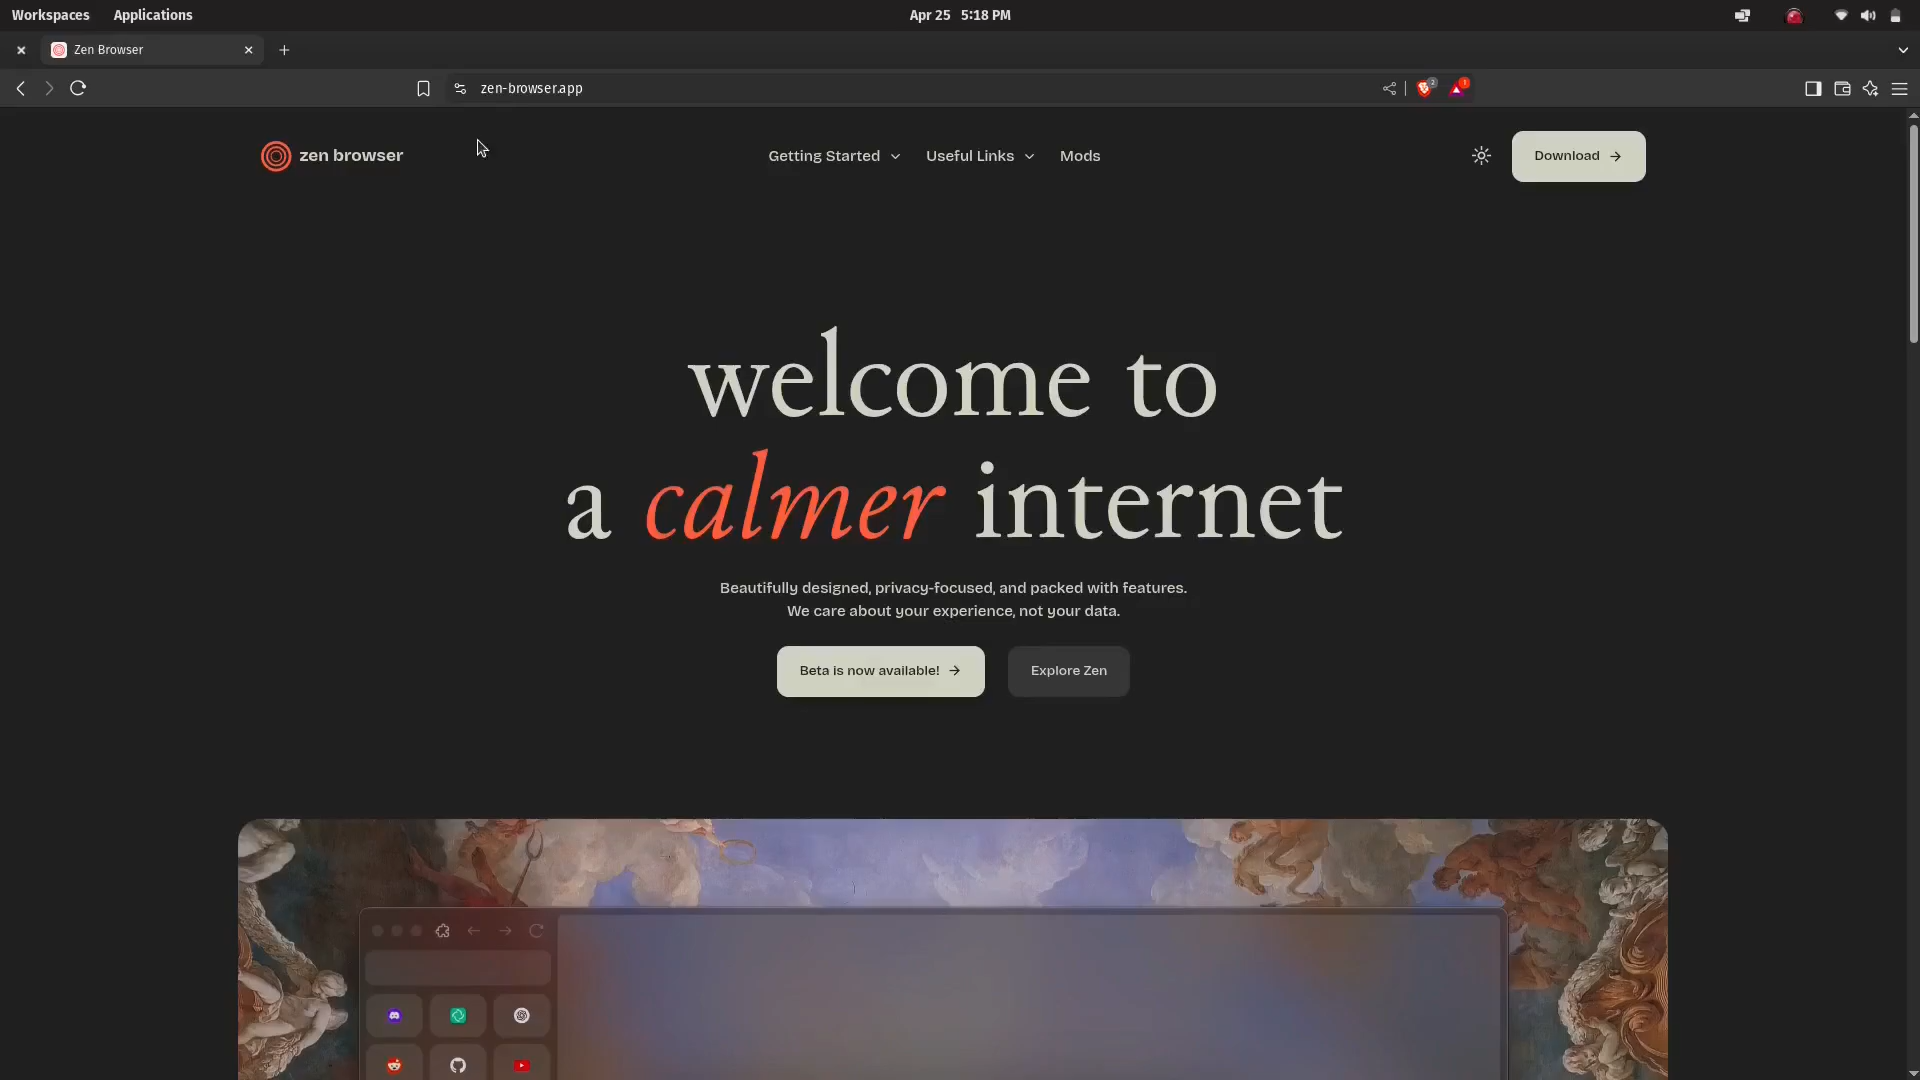 Workspaces Applications Apr 25 5:18 PM
Zen Browser
zen-browser.app 2 1
zen browser Getting Started Useful Links Mods Download
welcome to
a calmer internet
Beautifully designed, privacy-focused, and packed with features.
We care about your experience, not your data.
Beta is now available! Explore Zen